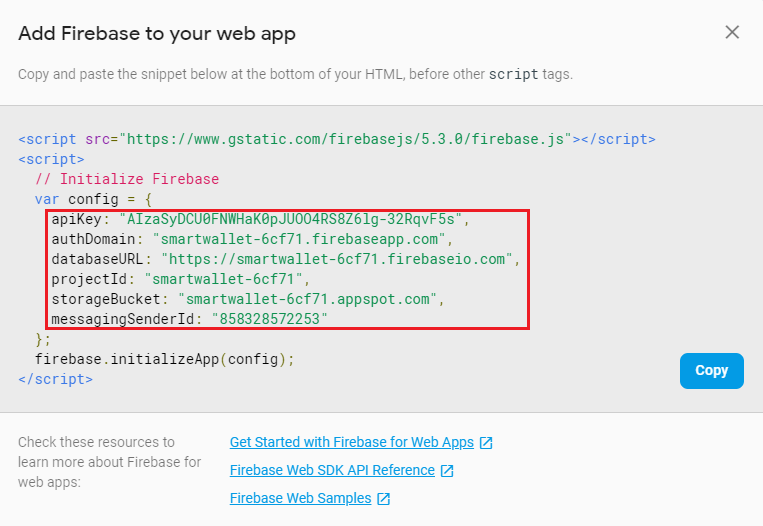 Add Firebase to your web app
Copy and paste the snippet below at the bottom of your HTML, before other script tags.
<script src="https://www.gstatic.com/firebasejs/5.3.0/firebase.js"></script>
<script>
// Initialize Firebase
var config = {
apiKey: "AIzaSyDCU0FNWHaK0pJUOO4RS8Z6lg-32RqvF5s",
authDomain: "smartwallet-6cf71.firebaseapp.com",
databaseURL: "https://smartwallet-6cf71.firebaseio.com",
projectId: "smartwallet-6cf71",
storageBucket: "smartwallet-6cf71.appspot.com",
messagingSenderId: "858328572253"
};
firebase.initializeApp(config);
</script>
Copy
Check these resources to
learn more about Firebase for
web apps:
Get Started with Firebase for Web Apps
Firebase Web SDK API Reference
Firebase Web Samples